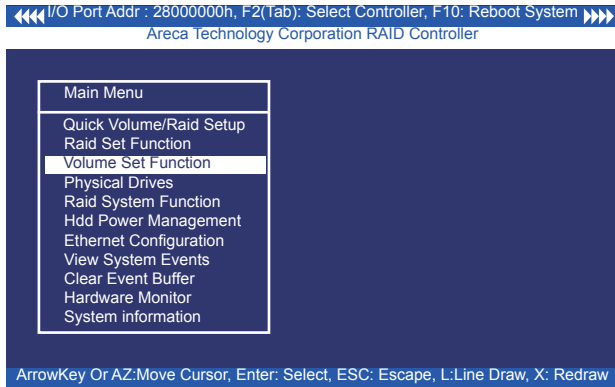 I/O Port Addr : 28000000h, F2(Tab): Select Controller, F10: Reboot System
Areca Technology Corporation RAID Controller
Main Menu
Quick Volume/Raid Setup
Raid Set Function
Volume Set Function
Physical Drives
Raid System Function
Hdd Power Management
Ethernet Configuration
View System Events
Clear Event Buffer
Hardware Monitor
System information
ArrowKey Or AZ:Move Cursor, Enter: Select, ESC: Escape, L:Line Draw, X: Redraw